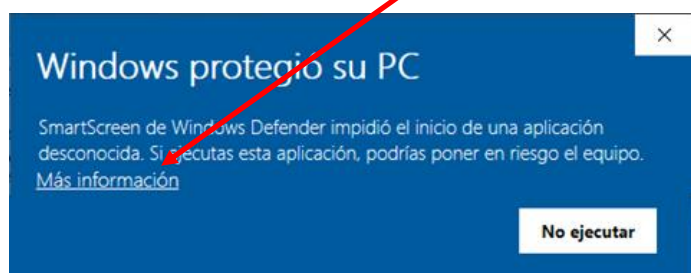 Windows protegió su PC
SmartScreen de Windows Defender impidió el inicio de una aplicación
desconocida. Si ejecutas esta aplicación, podrías poner en riesgo el equipo.
Más información
No ejecutar